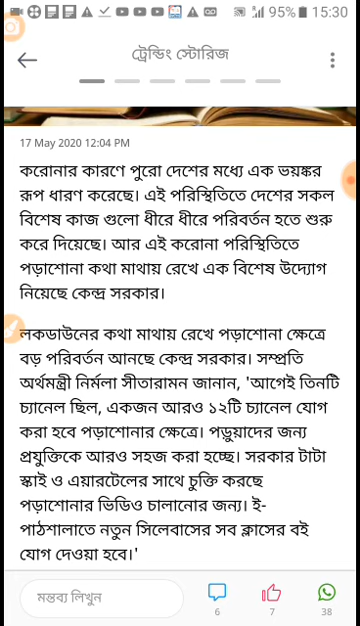 95% 15:30
ট্রেন্ডিং স্টোরিজ
17 May 2020 12:04 PM
করোনার কারণে পুরো দেশের মধ্যে এক ভয়ঙ্কর
রূপ ধারণ করেছে। এই পরিস্থিতিতে দেশের সকল
বিশেষ কাজ গুলো ধীরে ধীরে পরিবর্তন হতে শুরু
করে দিয়েছে। আর এই করোনা পরিস্থিতিতে
পড়াশোনা কথা মাথায় রেখে এক বিশেষ উদ্যোগ
নিয়েছে কেন্দ্র সরকার।
লকডাউনের কথা মাথায় রেখে পড়াশোনা ক্ষেত্রে
বড় পরিবর্তন আনছে কেন্দ্র সরকার। সম্প্রতি
অর্থমন্ত্রী নির্মলা সীতারামন জানান, 'আগেই তিনটি
চ্যানেল ছিল, একজন আরও ১২টি চ্যানেল যোগ
করা হবে পড়াশোনার ক্ষেত্রে। পড়ুয়াদের জন্য
প্রযুক্তিকে আরও সহজ করা হচ্ছে। সরকার টাটা
স্কাই ও এয়ারটেলের সাথে চুক্তি করছে
পড়াশোনার ভিডিও চালানোর জন্য। ই-
পাঠশালাতে নতুন সিলেবাসের সব ক্লাসের বই
যোগ দেওয়া হবে।'
মন্তব্য লিখুন
6 7 38